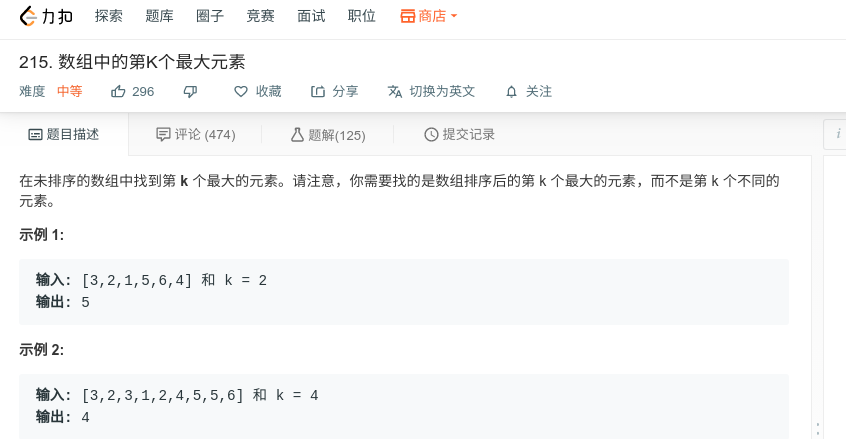 力扣 探索 题库 圈子 竞赛 面试 职位 商店
215. 数组中的第K个最大元素
难度 中等 296 收藏 分享 切换为英文 关注
题目描述 评论 (474) 题解(125) 提交记录 i
在未排序的数组中找到第 k 个最大的元素。请注意，你需要找的是数组排序后的第 k 个最大的元素，而不是第 k 个不同的
元素。
示例 1:
输入: [3,2,1,5,6,4] 和 k = 2
输出: 5
示例 2:
输入: [3,2,3,1,2,4,5,5,6] 和 k = 4
输出: 4